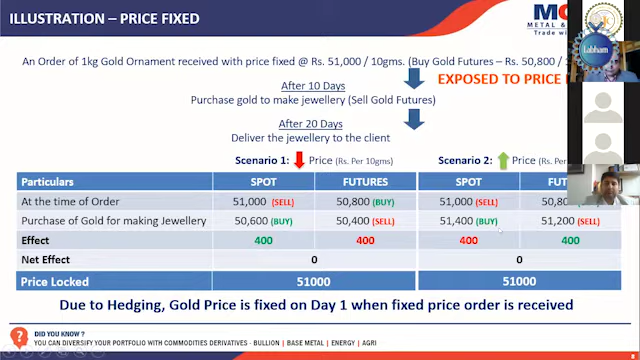 ILLUSTRATION – PRICE FIXED
METAL &
Trade wi
Labham
An Order of 1kg Gold Ornament received with price fixed @ Rs. 51,000 / 10gms. (Buy Gold Futures – Rs. 50,800 /
EXPOSED TO PRICE
After 10 Days
Purchase gold to make jewellery (Sell Gold Futures)
After 20 Days
Deliver the jewellery to the client
Scenario 1: Price (Rs. Per 10gms) Scenario 2: Price (Rs. Per
Particulars SPOT FUTURES SPOT FU
At the time of Order 51,000 (SELL) 50,800 (BUY) 51,000 (SELL) 50,80 (BUY)
Purchase of Gold for making Jewellery 50,600 (BUY) 50,400 (SELL) 51,400 (BUY) 51,200 (SELL)
Effect 400 400 400 400
Net Effect 0 0
Price Locked 51000 51000
Due to Hedging, Gold Price is fixed on Day 1 when fixed price order is received
DID YOU KNOW ?
YOU CAN DIVERSIFY YOUR PORTFOLIO WITH COMMODITIES DERIVATIVES - BULLION | BASE METAL | ENERGY | AGRI